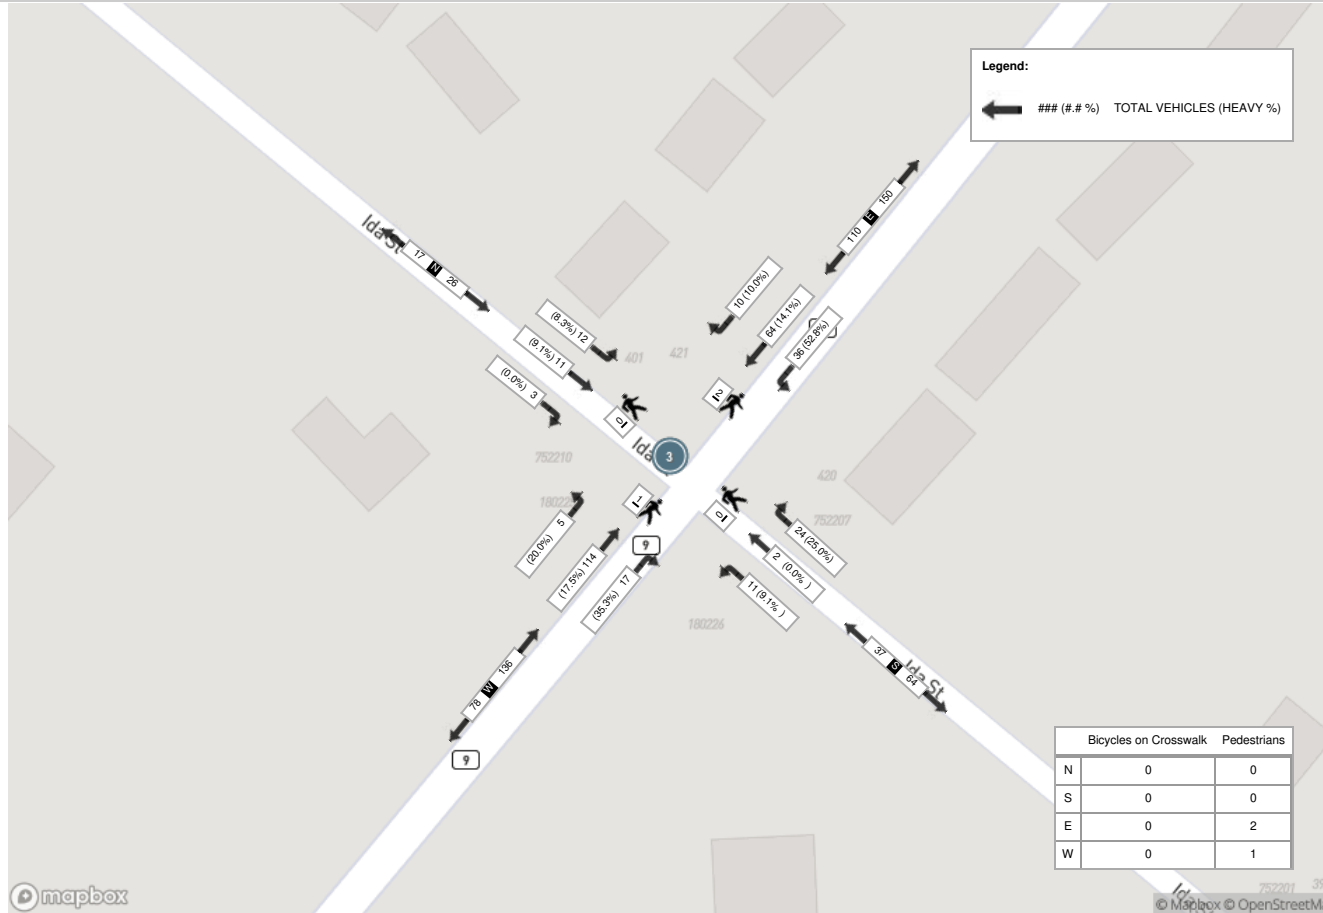 Legend:
### (#.# %) TOTAL VEHICLES (HEAVY %)
Ida St
17 N 26
150
E
110
(8.3%) 12
(9.1%) 11
(0.0%) 3
401
421
10 (10.0%)
64 (14.1%)
36 (52.8%)
2
0
Ida
3
752210
420
752207
1
0
9
(20.0%) 5
(17.5%) 114
(35.3%) 17
24 (25.0%)
2 (0.0% )
11 (9.1% )
180226
78 W 136
37 S 64
Ida St
9
Bicycles on Crosswalk Pedestrians
N 0 0
S 0 0
E 0 2
W 0 1
mapbox
752201
© Mapbox © OpenStreetM